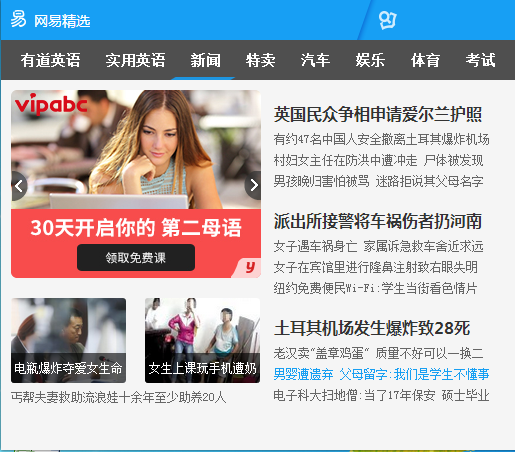 网易精选
有道英语 实用英语 新闻 特卖 汽车 娱乐 体育 考试
vipabc
30天开启你的 第二母语
领取免费课
电瓶爆炸夺爱女生命
女生上课玩手机遭奶
丐帮夫妻救助流浪娃十余年至少助养20人
英国民众争相申请爱尔兰护照
有约47名中国人安全撤离土耳其爆炸机场
村妇女主任在防洪中遭冲走 尸体被发现
男孩晚归害怕被骂 迷路拒说其父母名字
派出所接警将车祸伤者扔河南
女子遇车祸身亡 家属诉急救车舍近求远
女子在宾馆里进行隆鼻注射致右眼失明
纽约免费便民Wi-Fi:学生当街看色情片
土耳其机场发生爆炸致28死
老汉卖“盖章鸡蛋” 质量不好可以一换二
男婴遭遗弃 父母留字:我们是学生不懂事
电子科大扫地僧:当了17年保安 硕士毕业